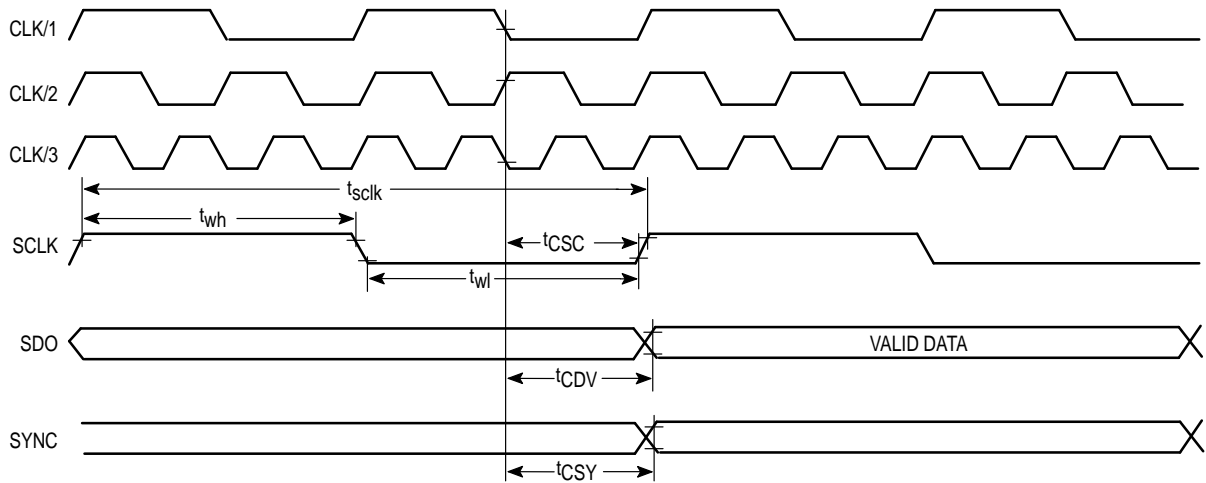 CLK/1
CLK/2
CLK/3
tsclk
twh
SCLK
tCSC
twl
SDO
VALID DATA
tCDV
SYNC
tCSY